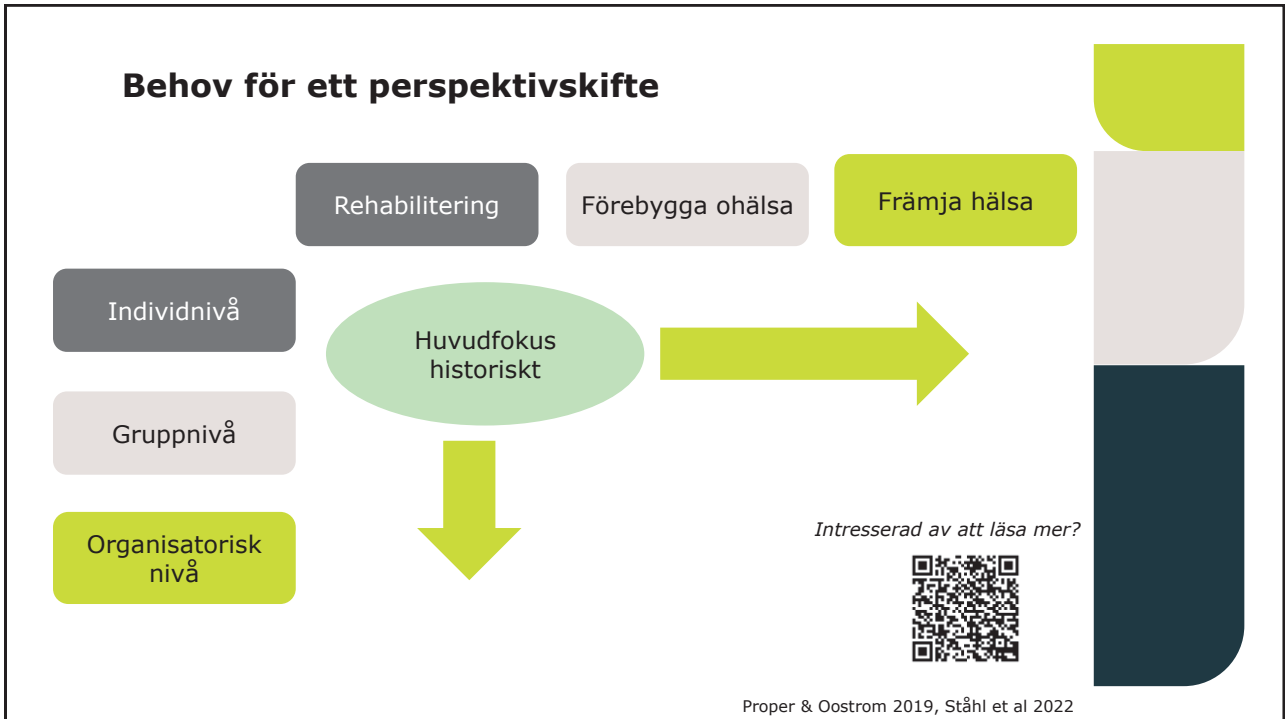 Behov för ett perspektivskifte
Rehabilitering
Förebygga ohälsa
Främja hälsa
Individnivå
Huvudfokus
historiskt
Gruppnivå
Organisatorisk
nivå
Intresserad av att läsa mer?
Proper & Oostrom 2019, Ståhl et al 2022